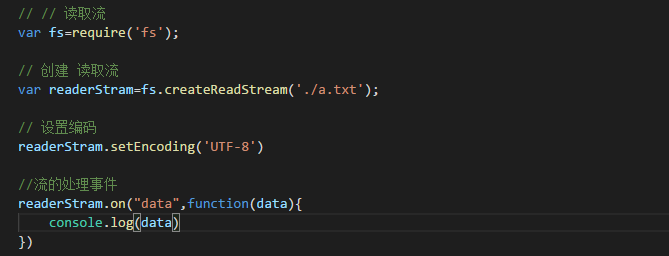 // // 读取流
var fs=require('fs');
// 创建 读取流
var readerStram=fs.createReadStream('./a.txt');
// 设置编码
readerStram.setEncoding('UTF-8')
//流的处理事件
readerStram.on("data",function(data){
    console.log(data)
})